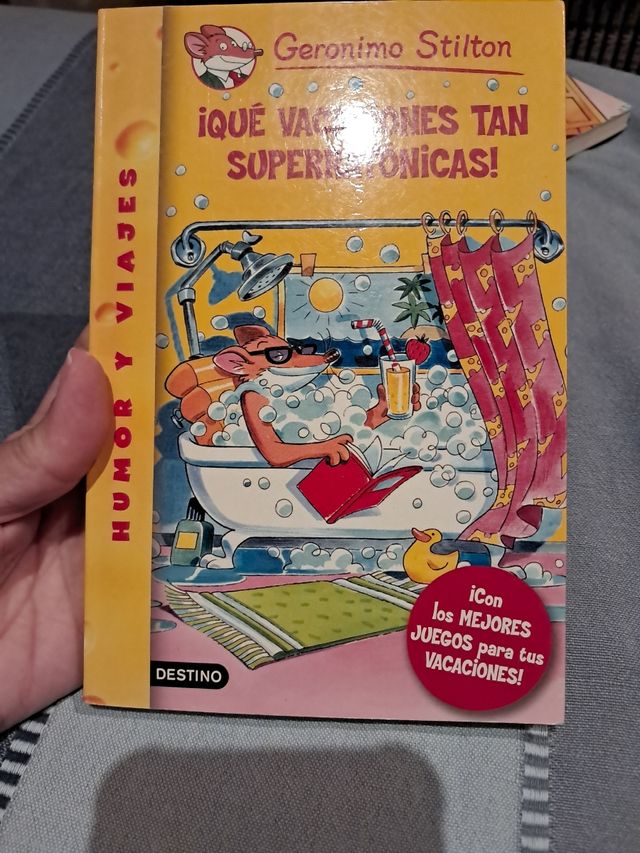 Geronimo Stilton
¡QUÉ TAN
HUMOR Y VIAJES
¡Con
los MEJORES
JUEGOS para tus
VACACIONES!
DESTINO